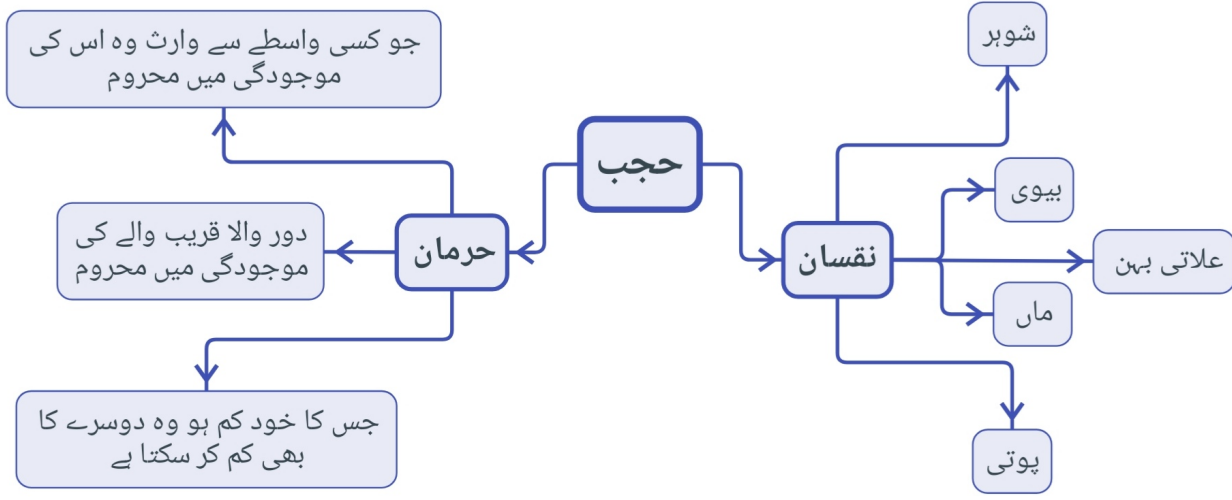 حجب
نقسان
شوہر
بیوی
علاتی بہن
ماں
پوتی
حرمان
جو کسی واسطے سے وارث وہ اس کی
موجودگی میں محروم
دور والا قریب والے کی
موجودگی میں محروم
جس کا خود کم ہو وہ دوسرے کا
بھی کم کر سکتا ہے